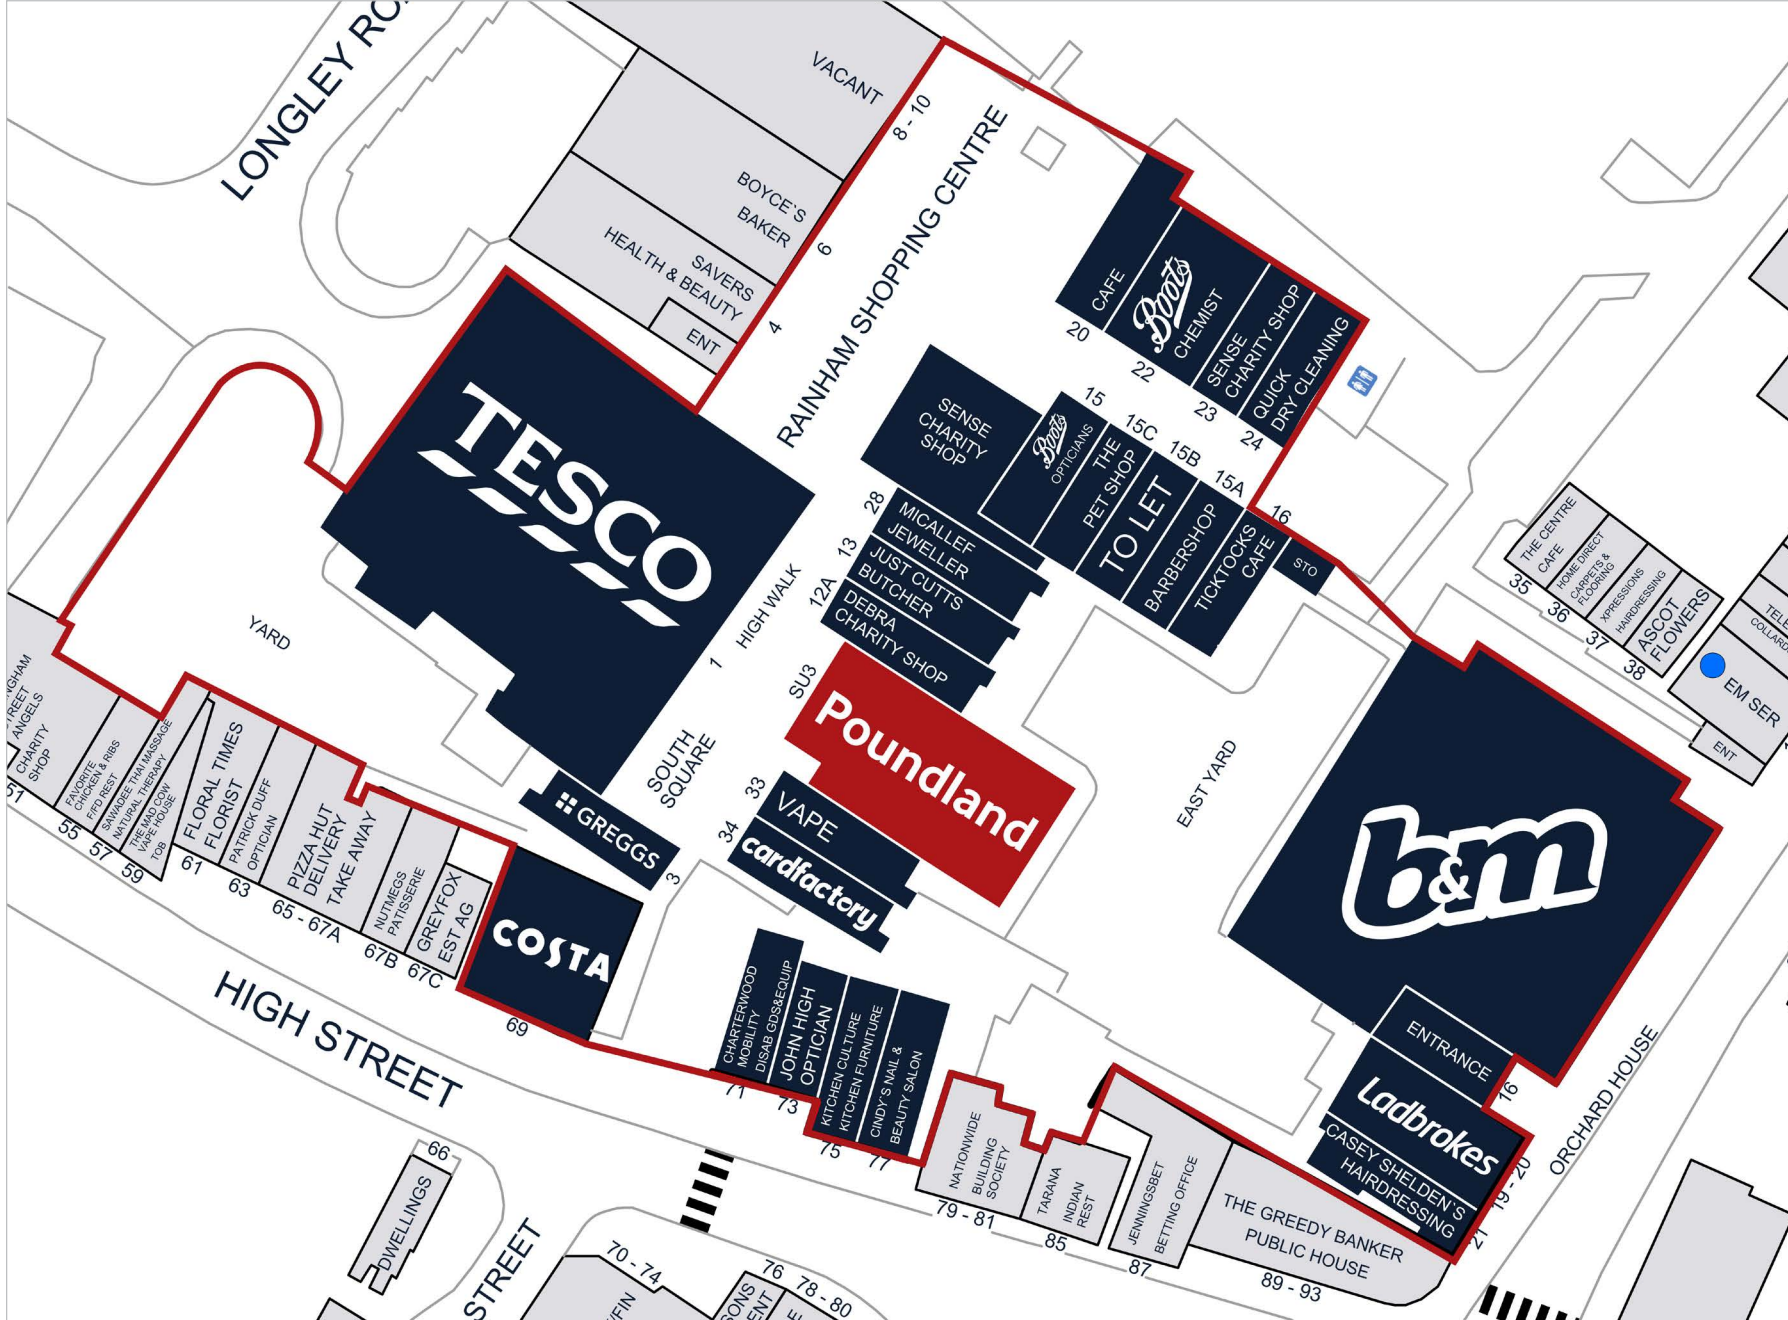 LONGLEY RO
VACANT
8 - 10
BOYCE`S
BAKER
6
SAVERS
HEALTH & BEAUTY
ENT
4
RAINHAM SHOPPING CENTRE
CAFE
20
Boots
CHEMIST
22
SENSE
CHARITY SHOP
23
QUICK
DRY CLEANING
24
TESCO
SENSE
CHARITY
SHOP
28
15
Boots
OPTICIANS
15C
THE
PET SHOP
15B
TO LET
15A
BARBERSHOP
16
TICKTOCKS
CAFE
STO
MICALLEF
JEWELLER
13
JUST CUTTS
BUTCHER
12A
DEBRA
CHARITY SHOP
HIGH WALK
1
SU3
Poundland
SOUTH
SQUARE
33
VAPE
34
cardfactory
EAST YARD
YARD
GREGGS
3
COSTA
69
THE CENTRE
CAFE
35
HOME DIRECT
CARPETS &
FLOORING
36
XPRESSIONS
HAIRDRESSING
37
ASCOT
FLOWERS
38
TELE
COLLARD
EM SER
ENT
b&m
ENTRANCE
16
Ladbrokes
19 - 20
CASEY SHELDEN`S
HAIRDRESSING
21
ORCHARD HOUSE
NGHAM
TREET
ANGELS
CHARITY
SHOP
51
FAVORITE
CHICKEN & RIBS
F/FD REST
55
SAWADEE THAI MASSAGE
NATURAL THERAPY
57
THE MAD COW
VAPE HOUSE
TOB
59
FLORAL TIMES
FLORIST
61
PATRICK DUFF
OPTICIAN
63
PIZZA HUT
DELIVERY
TAKE AWAY
65 - 67A
NUTMEGS
PATISSERIE
67B
GREYFOX
EST AG
67C
HIGH STREET
CHARTERWOOD
MOBILITY
DISAB GDS&EQUIP
71
JOHN HIGH
OPTICIAN
73
KITCHEN CULTURE
KITCHEN FURNITURE
75
CINDY`S NAIL &
BEAUTY SALON
77
NATIONWIDE
BUILDING
SOCIETY
79 - 81
TARANA
INDIAN
REST
85
JENNINGSBET
BETTING OFFICE
87
THE GREEDY BANKER
PUBLIC HOUSE
89 - 93
66
DWELLINGS
STREET
70 - 74
FIN
76
SONS
ENT
78 - 80